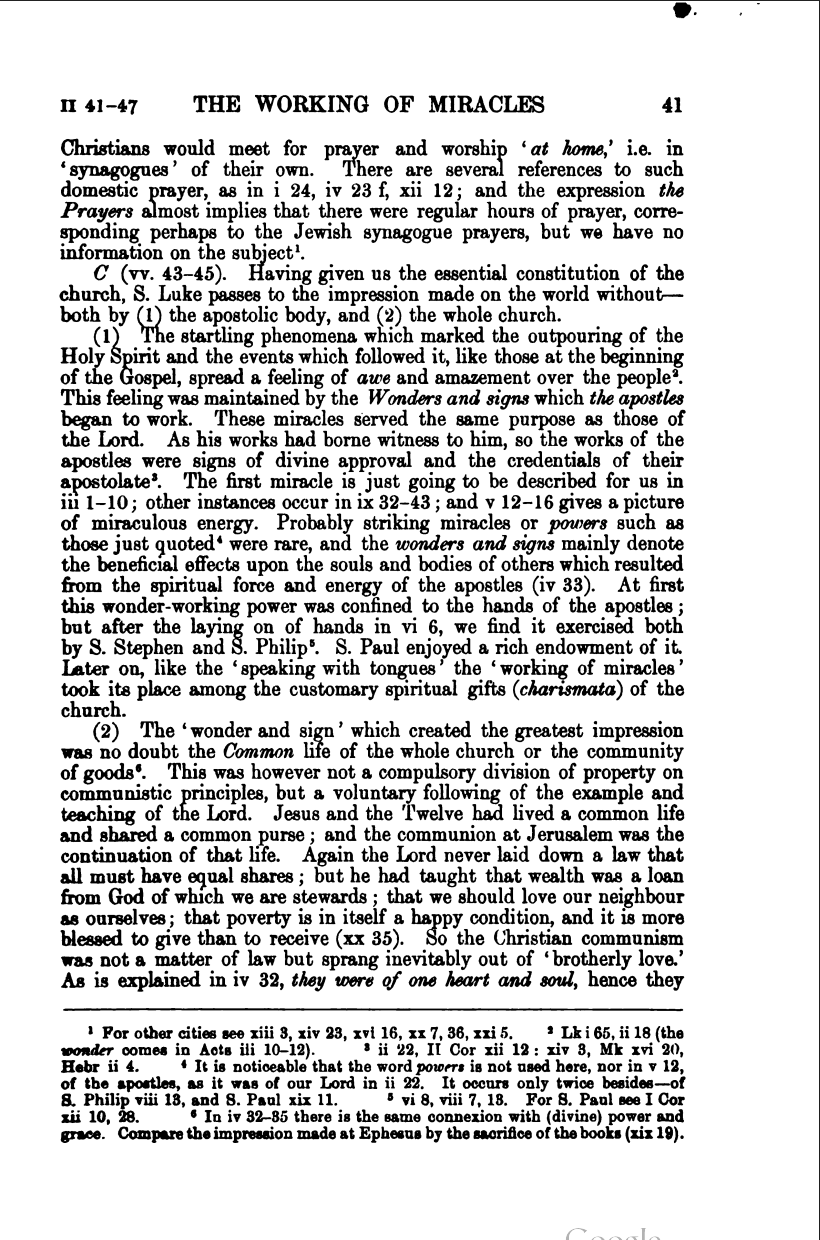 II 41-47 THE WORKING OF MIRACLES 41
Christians would meet for prayer and worship ‘at home,’ i.e. in
‘synagogues’ of their own. There are several references to such
domestic prayer, as in i 24, iv 23 f, xii 12; and the expression the
Prayers almost implies that there were regular hours of prayer, corre-
sponding perhaps to the Jewish synagogue prayers, but we have no
information on the subject¹.
C (vv. 43-45). Having given us the essential constitution of the
church, S. Luke passes to the impression made on the world without—
both by (1) the apostolic body, and (2) the whole church.
(1) The startling phenomena which marked the outpouring of the
Holy Spirit and the events which followed it, like those at the beginning
of the Gospel, spread a feeling of awe and amazement over the people².
This feeling was maintained by the Wonders and signs which the apostles
began to work. These miracles served the same purpose as those of
the Lord. As his works had borne witness to him, so the works of the
apostles were signs of divine approval and the credentials of their
apostolate³. The first miracle is just going to be described for us in
iii 1-10; other instances occur in ix 32-43; and v 12-16 gives a picture
of miraculous energy. Probably striking miracles or powers such as
those just quoted⁴ were rare, and the wonders and signs mainly denote
the beneficial effects upon the souls and bodies of others which resulted
from the spiritual force and energy of the apostles (iv 33). At first
this wonder-working power was confined to the hands of the apostles;
but after the laying on of hands in vi 6, we find it exercised both
by S. Stephen and S. Philip⁵. S. Paul enjoyed a rich endowment of it.
Later on, like the ‘speaking with tongues’ the ‘working of miracles’
took its place among the customary spiritual gifts (charismata) of the
church.
(2) The ‘wonder and sign’ which created the greatest impression
was no doubt the Common life of the whole church or the community
of goods⁶. This was however not a compulsory division of property on
communistic principles, but a voluntary following of the example and
teaching of the Lord. Jesus and the Twelve had lived a common life
and shared a common purse; and the communion at Jerusalem was the
continuation of that life. Again the Lord never laid down a law that
all must have equal shares; but he had taught that wealth was a loan
from God of which we are stewards; that we should love our neighbour
as ourselves; that poverty is in itself a happy condition, and it is more
blessed to give than to receive (xx 35). So the Christian communism
was not a matter of law but sprang inevitably out of ‘brotherly love.’
As is explained in iv 32, they were of one heart and soul, hence they
¹ For other cities see xiii 3, xiv 23, xvi 16, xx 7, 36, xxi 5. ² Lk i 65, ii 18 (the
wonder comes in Acts iii 10-12). ³ ii 22, II Cor xii 12: xiv 3, Mk xvi 20,
Hebr ii 4. ⁴ It is noticeable that the word powers is not used here, nor in v 12,
of the apostles, as it was of our Lord in ii 22. It occurs only twice besides—of
S. Philip viii 13, and S. Paul xix 11. ⁵ vi 8, viii 7, 13. For S. Paul see I Cor
xii 10, 28. ⁶ In iv 32-35 there is the same connexion with (divine) power and
grace. Compare the impression made at Ephesus by the sacrifice of the books (xix 19).